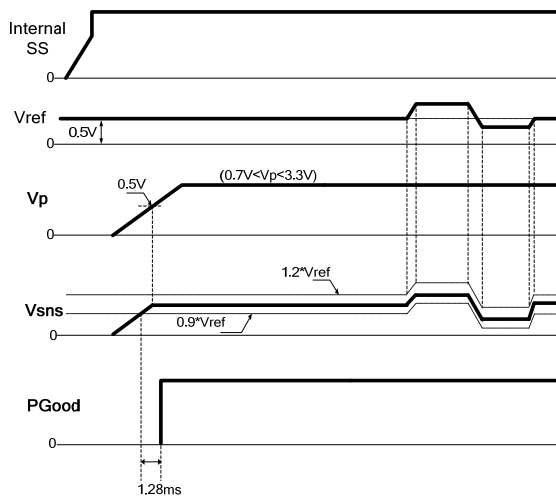 Internal
SS
0
Vref
0.5V
0
(0.7V<Vp<3.3V)
0.5V
Vp
0
1.2*Vref
Vsns
0.9*Vref
0
PGood
0
1.28ms